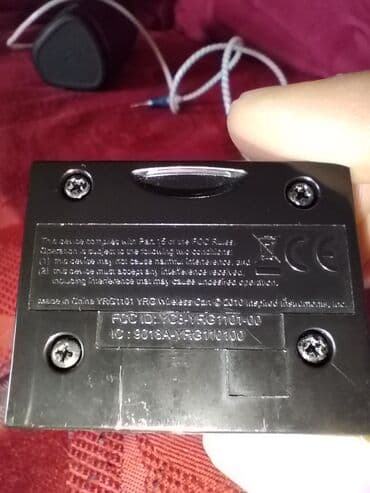 This device complies with Part 15 of the FCC Rules.
Operation is subject to the following two conditions:
(1) this device may not cause harmful interference, and
(2) this device must accept any interference received,
including interference that may cause undesired operation.
CE
Made in China YRG1101 YRG Wireless Cart © 2010 Inspired Instruments, Inc.
FCC ID: YC8-YRG1101-00
IC : 9018A-YRG110100